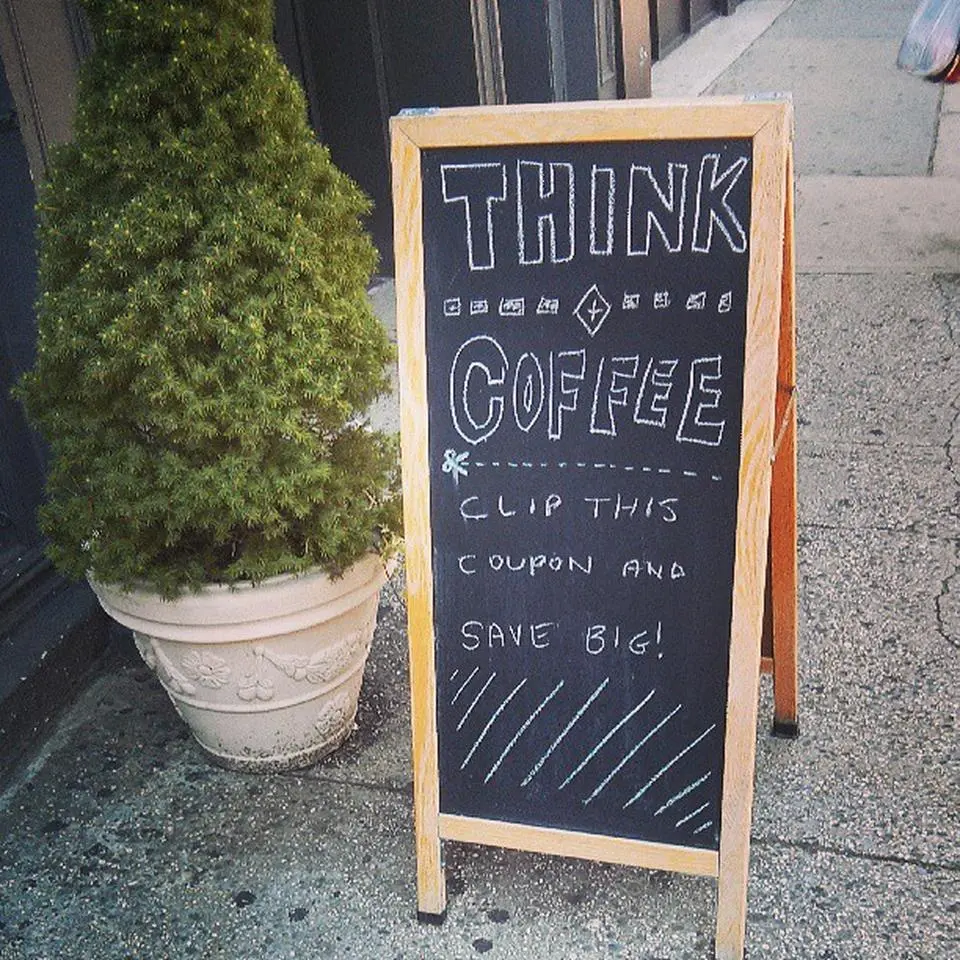 THINK
COFFEE
CLIP THIS
COUPON AND
SAVE BIG!